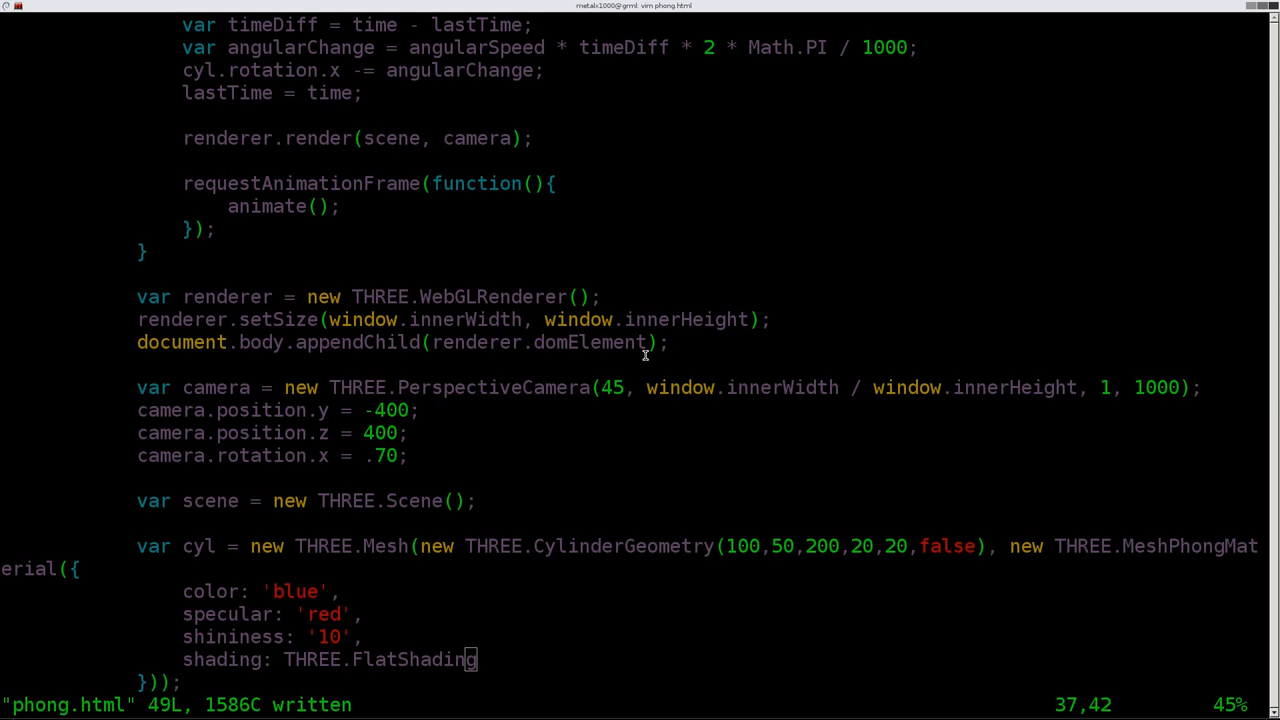 metalx1000@grml: vim phong.html
var timeDiff = time - lastTime;
var angularChange = angularSpeed * timeDiff * 2 * Math.PI / 1000;
cyl.rotation.x -= angularChange;
lastTime = time;
renderer.render(scene, camera);
requestAnimationFrame(function(){
animate();
});
}
var renderer = new THREE.WebGLRenderer();
renderer.setSize(window.innerWidth, window.innerHeight);
document.body.appendChild(renderer.domElement);
var camera = new THREE.PerspectiveCamera(45, window.innerWidth / window.innerHeight, 1, 1000);
camera.position.y = -400;
camera.position.z = 400;
camera.rotation.x = .70;
var scene = new THREE.Scene();
var cyl = new THREE.Mesh(new THREE.CylinderGeometry(100,50,200,20,20,false), new THREE.MeshPhongMat
erial({
color: 'blue',
specular: 'red',
shininess: '10',
shading: THREE.FlatShading
}));
"phong.html" 49L, 1586C written 37,42 45%